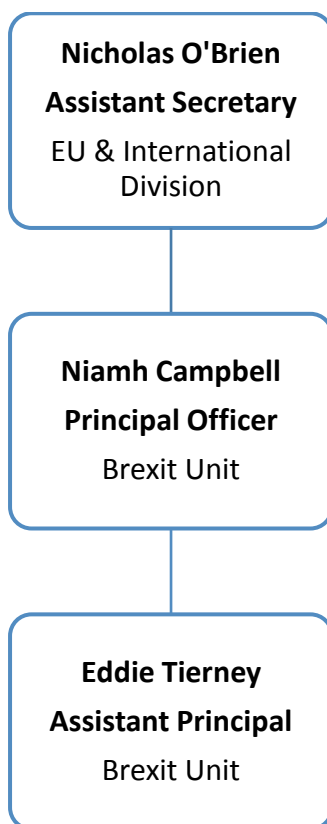 Nicholas O'Brien
Assistant Secretary
EU & International
Division
Niamh Campbell
Principal Officer
Brexit Unit
Eddie Tierney
Assistant Principal
Brexit Unit